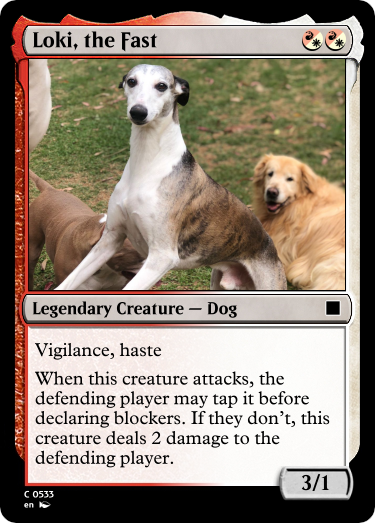 Loki, the Fast
Legendary Creature — Dog
Vigilance, haste
When this creature attacks, the
defending player may tap it before
declaring blockers. If they don't, this
creature deals 2 damage to the
defending player.
3/1
C 0533
en